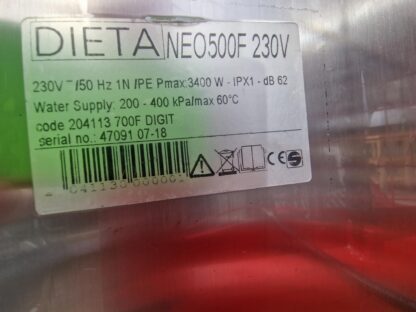 DIETA NEO500F 230V
230V ~/50 Hz 1N /PE Pmax:3400 W - IPX1 - dB 62
Water Supply: 200 - 400 kPa/max 60°C
code 204113 700F DIGIT
serial no.: 47091 07-18
CE S